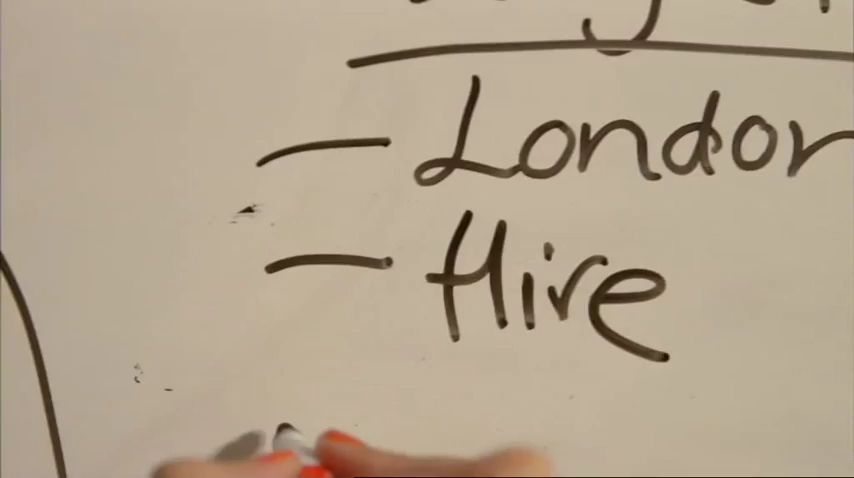 – London
– Hire